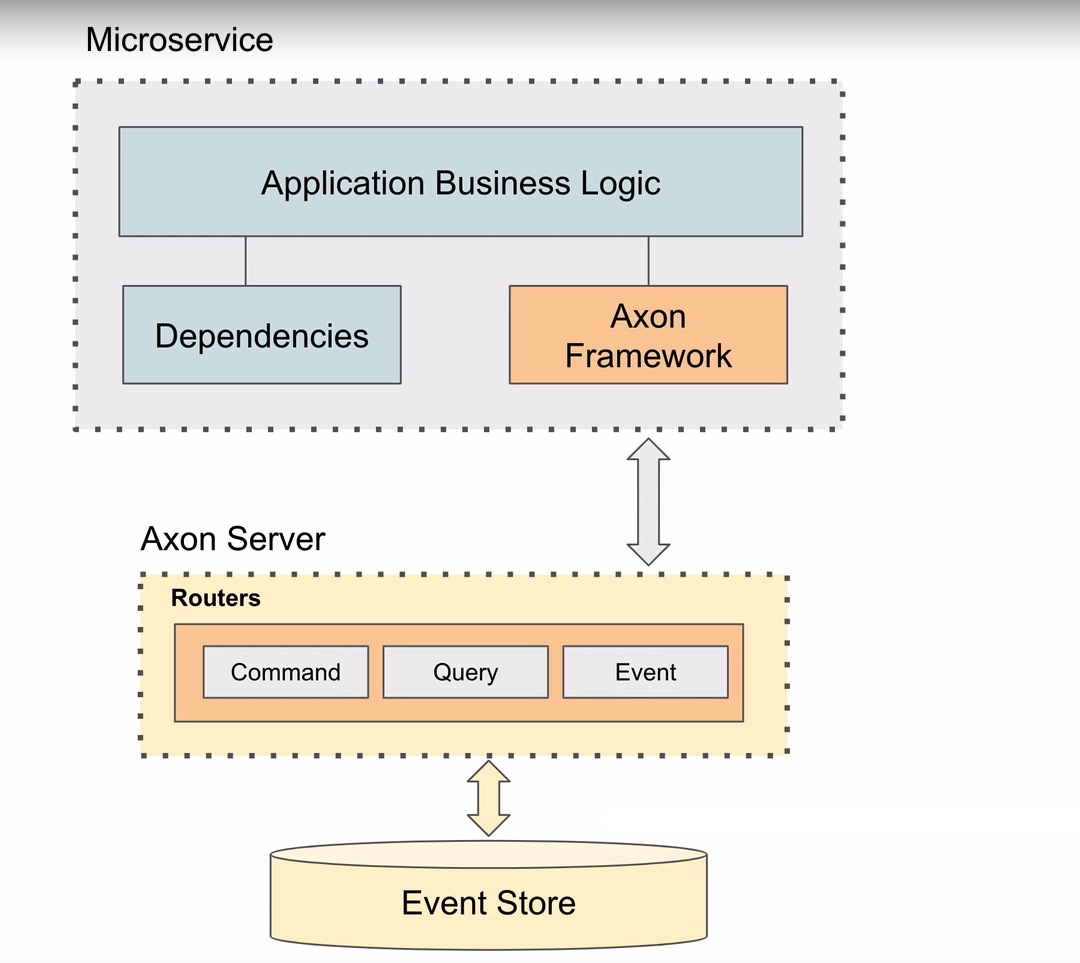 Microservice
Application Business Logic
Dependencies
Axon
Framework
Axon Server
Routers
Command
Query
Event
Event Store